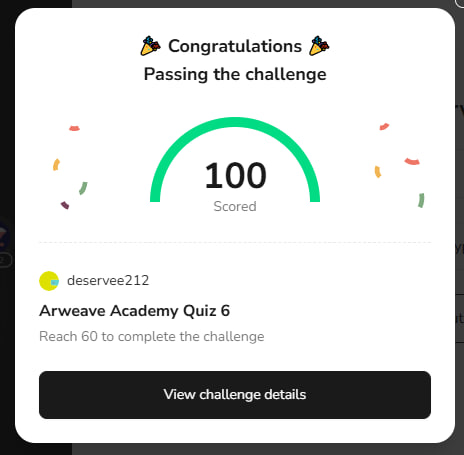 🎉 Congratulations 🎉
Passing the challenge
100
Scored
deservee212
Arweave Academy Quiz 6
Reach 60 to complete the challenge
View challenge details